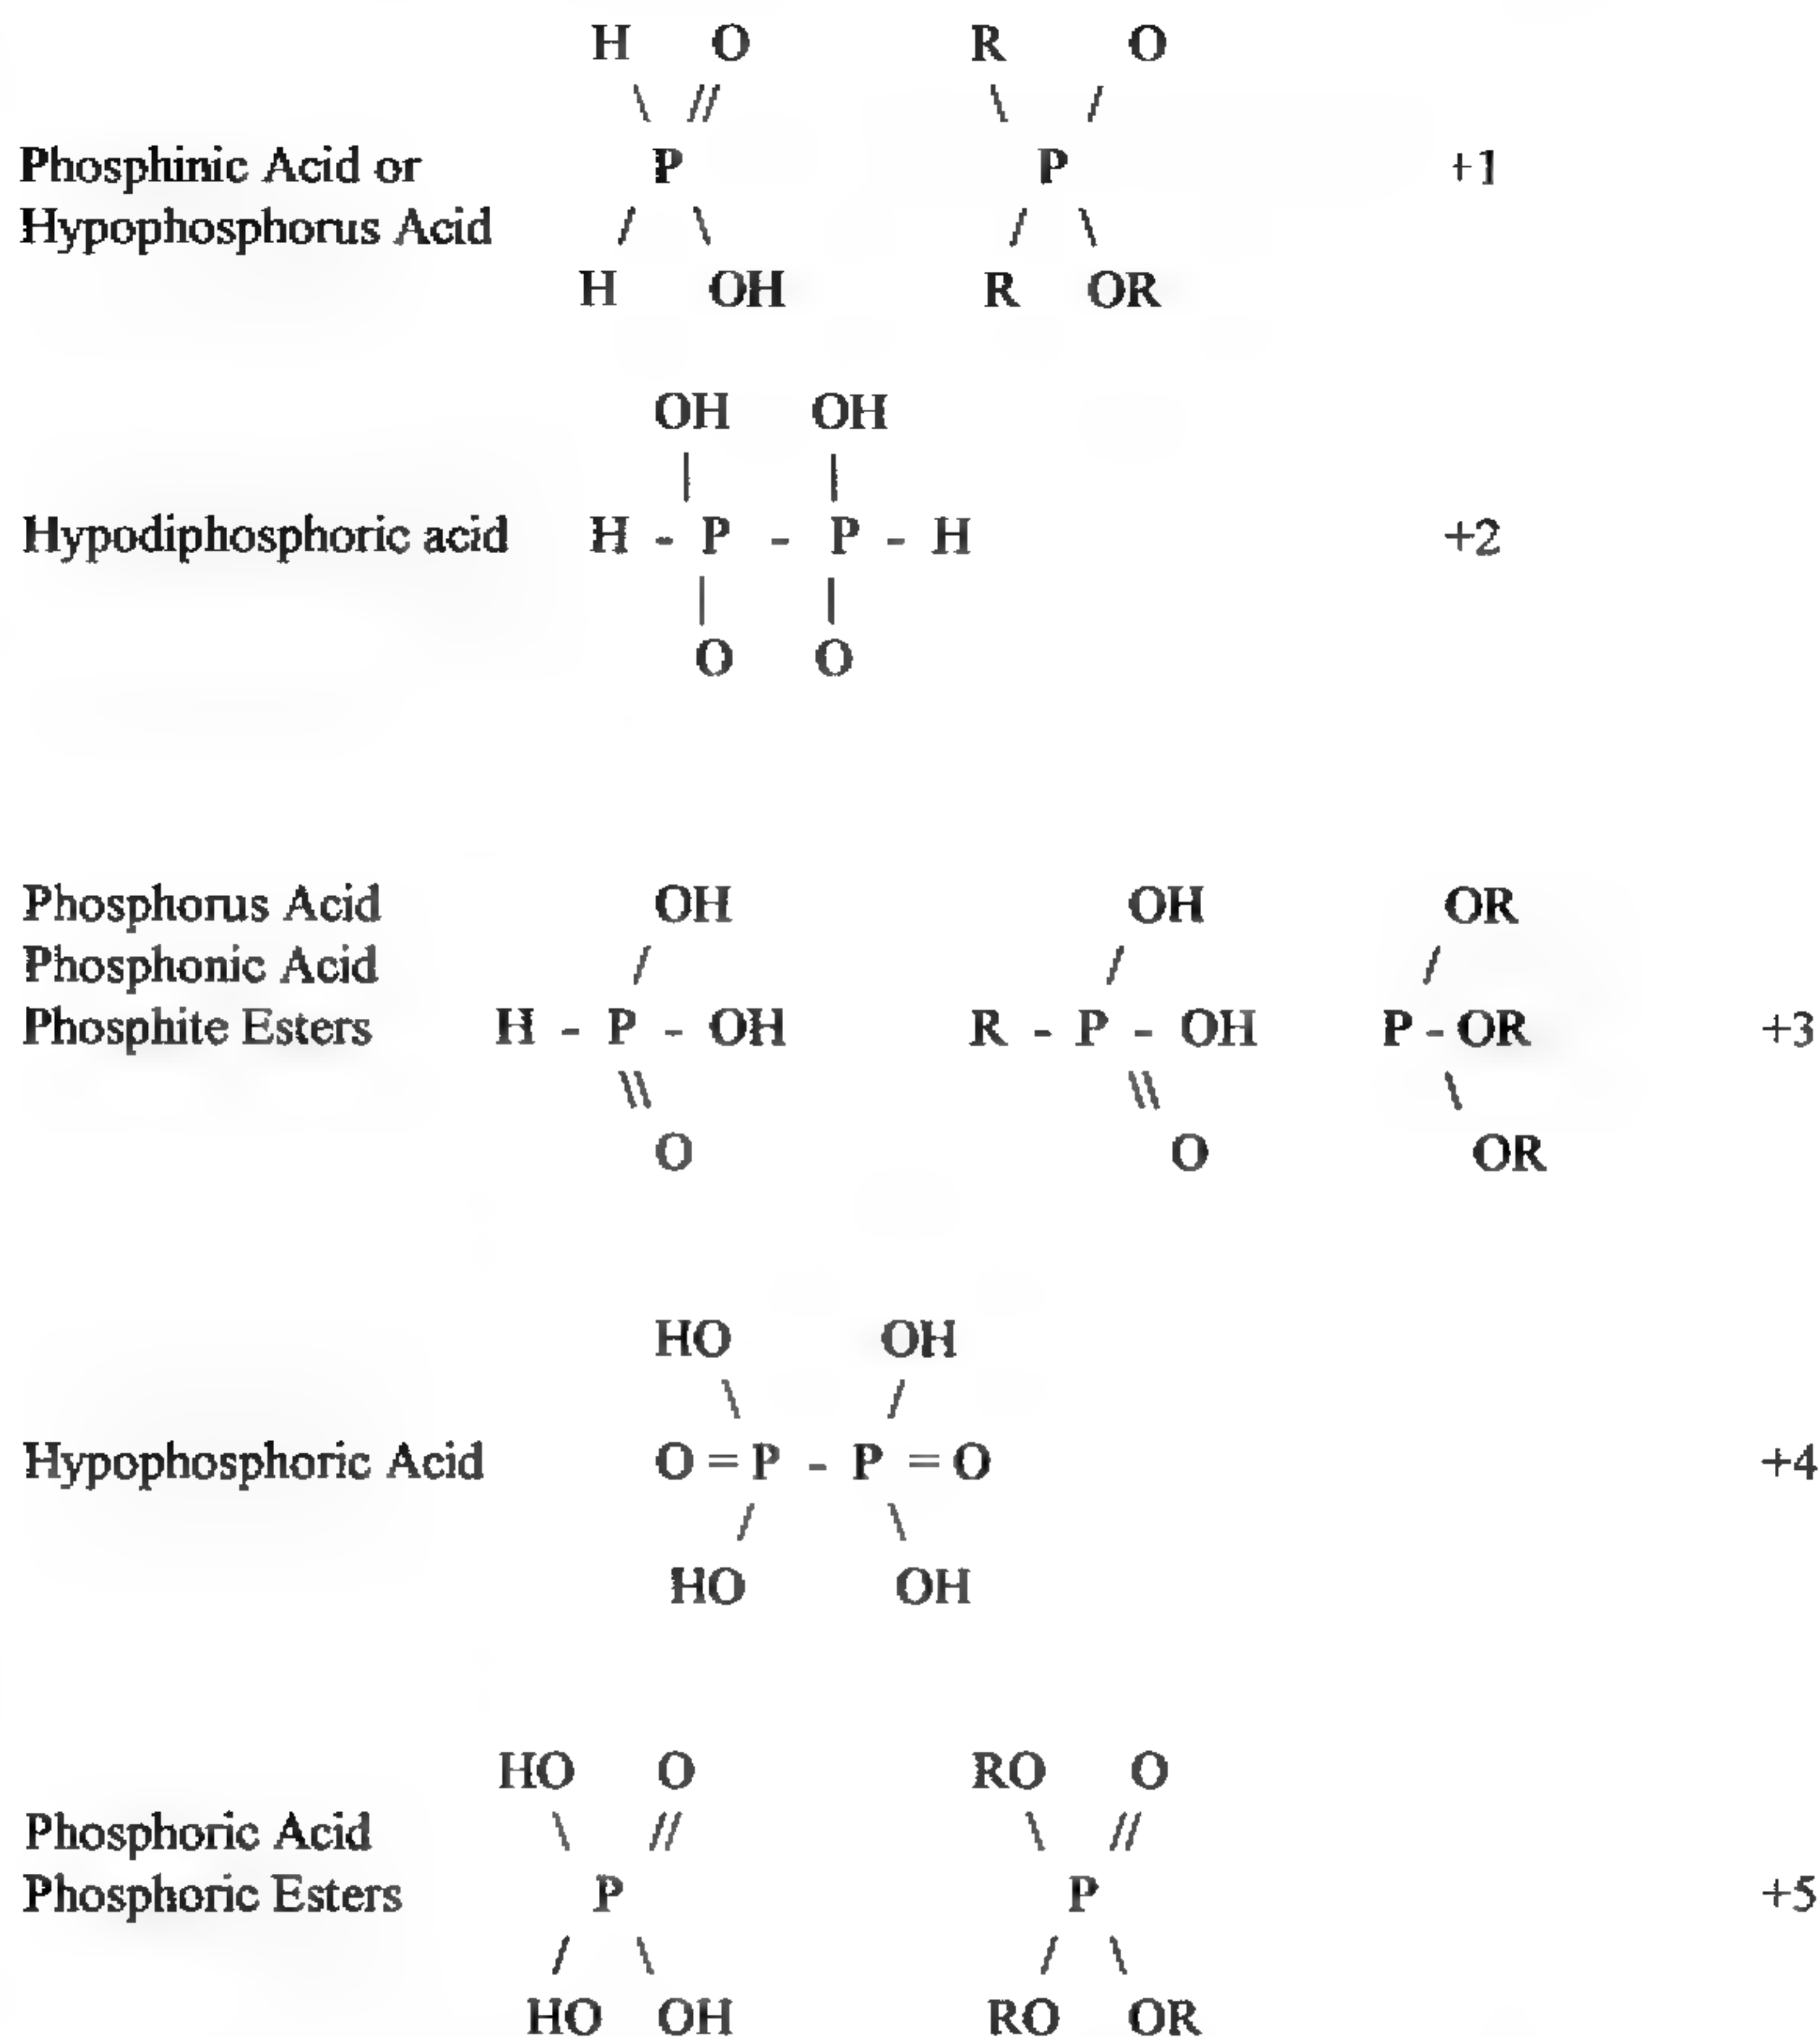 H O R O
\ // \ /
Phosphinic Acid or P P +1
Hypophosphorus Acid / \ / \
H OH R OR
OH OH
| |
Hypodiphosphoric acid H - P - P - H +2
| |
O O
Phosphorus Acid OH OH OR
Phosphonic Acid / / /
Phosphite Esters H - P - OH R - P - OH P - OR +3
\\ \\ \
O O OR
HO OH
\ /
Hypophosphoric Acid O = P - P = O +4
/ \
HO OH
HO O RO O
Phosphoric Acid \ // \ //
Phosphoric Esters P P +5
/ \ / \
HO OH RO OR